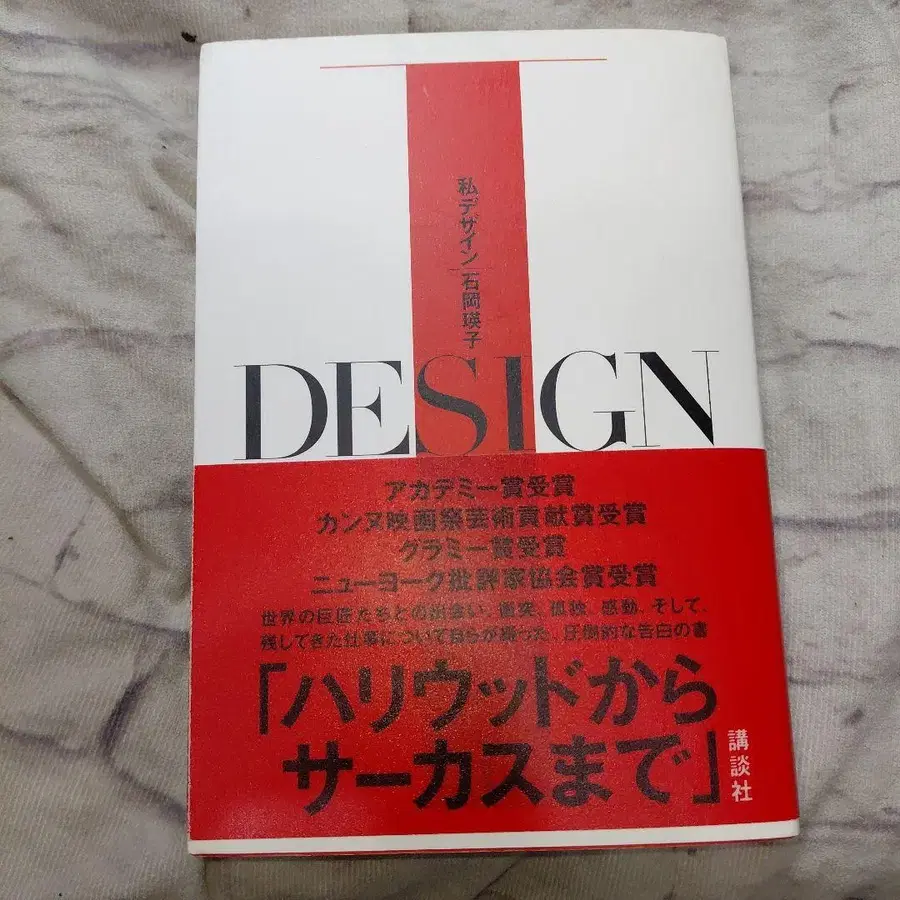 私 デザイン 石岡瑛子
I DESIGN
アカデミー賞受賞
カンヌ映画祭芸術貢献賞受賞
グラミー賞受賞
ニューヨーク批評家協会賞受賞
世界の巨匠たちとの出会い、衝突、孤独、感動、そして、
残してきた仕事について自らが綴った、圧倒的な告白の書
「ハリウッドから
サーカスまで」
講談社